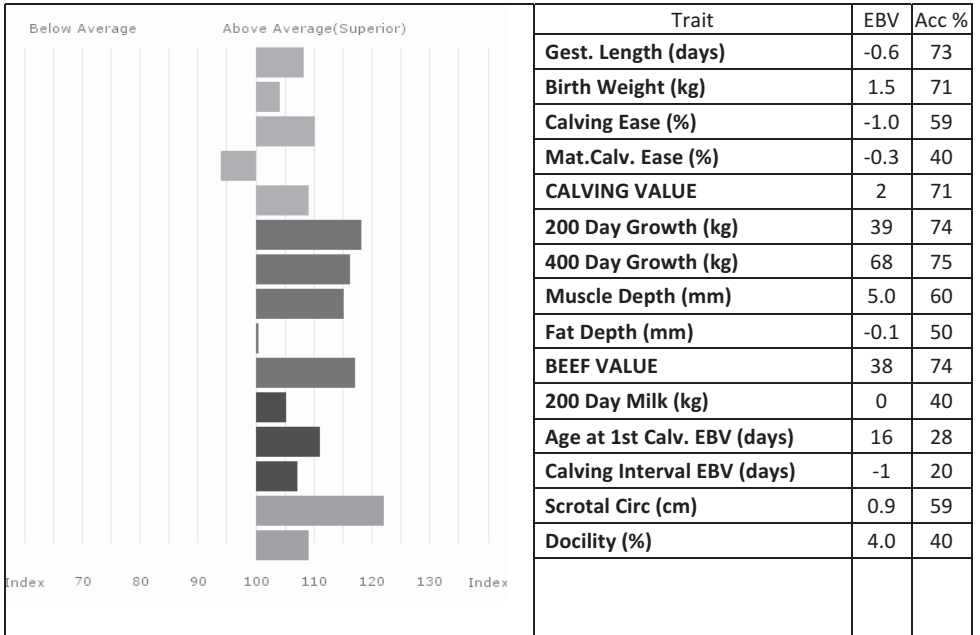 Below Average Above Average(Superior)
Index 70 80 90 100 110 120 130 Index
Trait EBV Acc %
Gest. Length (days) -0.6 73
Birth Weight (kg) 1.5 71
Calving Ease (%) -1.0 59
Mat.Calv. Ease (%) -0.3 40
CALVING VALUE 2 71
200 Day Growth (kg) 39 74
400 Day Growth (kg) 68 75
Muscle Depth (mm) 5.0 60
Fat Depth (mm) -0.1 50
BEEF VALUE 38 74
200 Day Milk (kg) 0 40
Age at 1st Calv. EBV (days) 16 28
Calving Interval EBV (days) -1 20
Scrotal Circ (cm) 0.9 59
Docility (%) 4.0 40